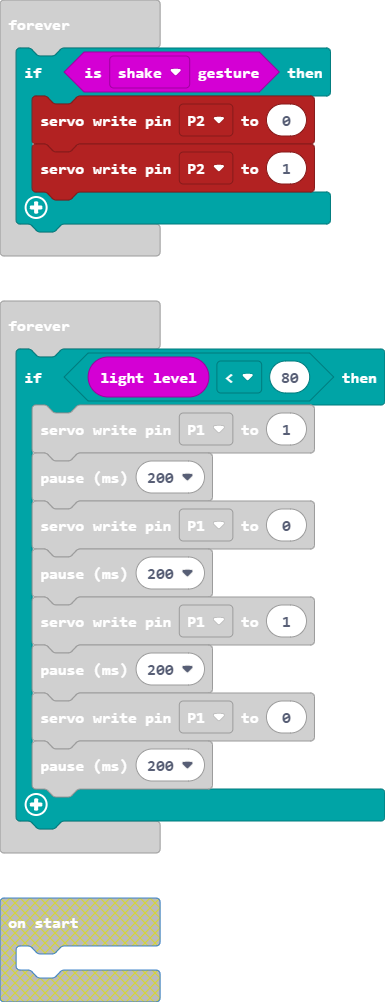 forever
if is shake gesture then
servo write pin P2 to 0
servo write pin P2 to 1
forever
if light level < 80 then
servo write pin P1 to 1
pause (ms) 200
servo write pin P1 to 0
pause (ms) 200
servo write pin P1 to 1
pause (ms) 200
servo write pin P1 to 0
pause (ms) 200
on start